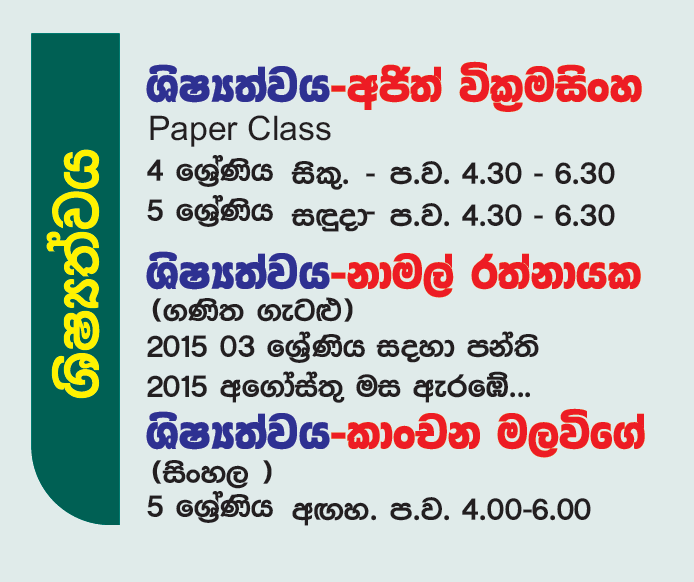 ශිෂ්‍යත්වය
ශිෂ්‍යත්වය-අජිත් වික්‍රමසිංහ
Paper Class
4 ශ්‍රේණිය සිකු. - ප.ව. 4.30 - 6.30
5 ශ්‍රේණිය සඳුදා- ප.ව. 4.30 - 6.30
ශිෂ්‍යත්වය-නාමල් රත්නායක
(ගණිත ගැටළු)
2015 03 ශ්‍රේණිය සදහා පන්ති
2015 අගෝස්තු මස ඇරඹේ...
ශිෂ්‍යත්වය-කාංචන මලවිගේ
(සිංහල )
5 ශ්‍රේණිය අඟහ. ප.ව. 4.00-6.00